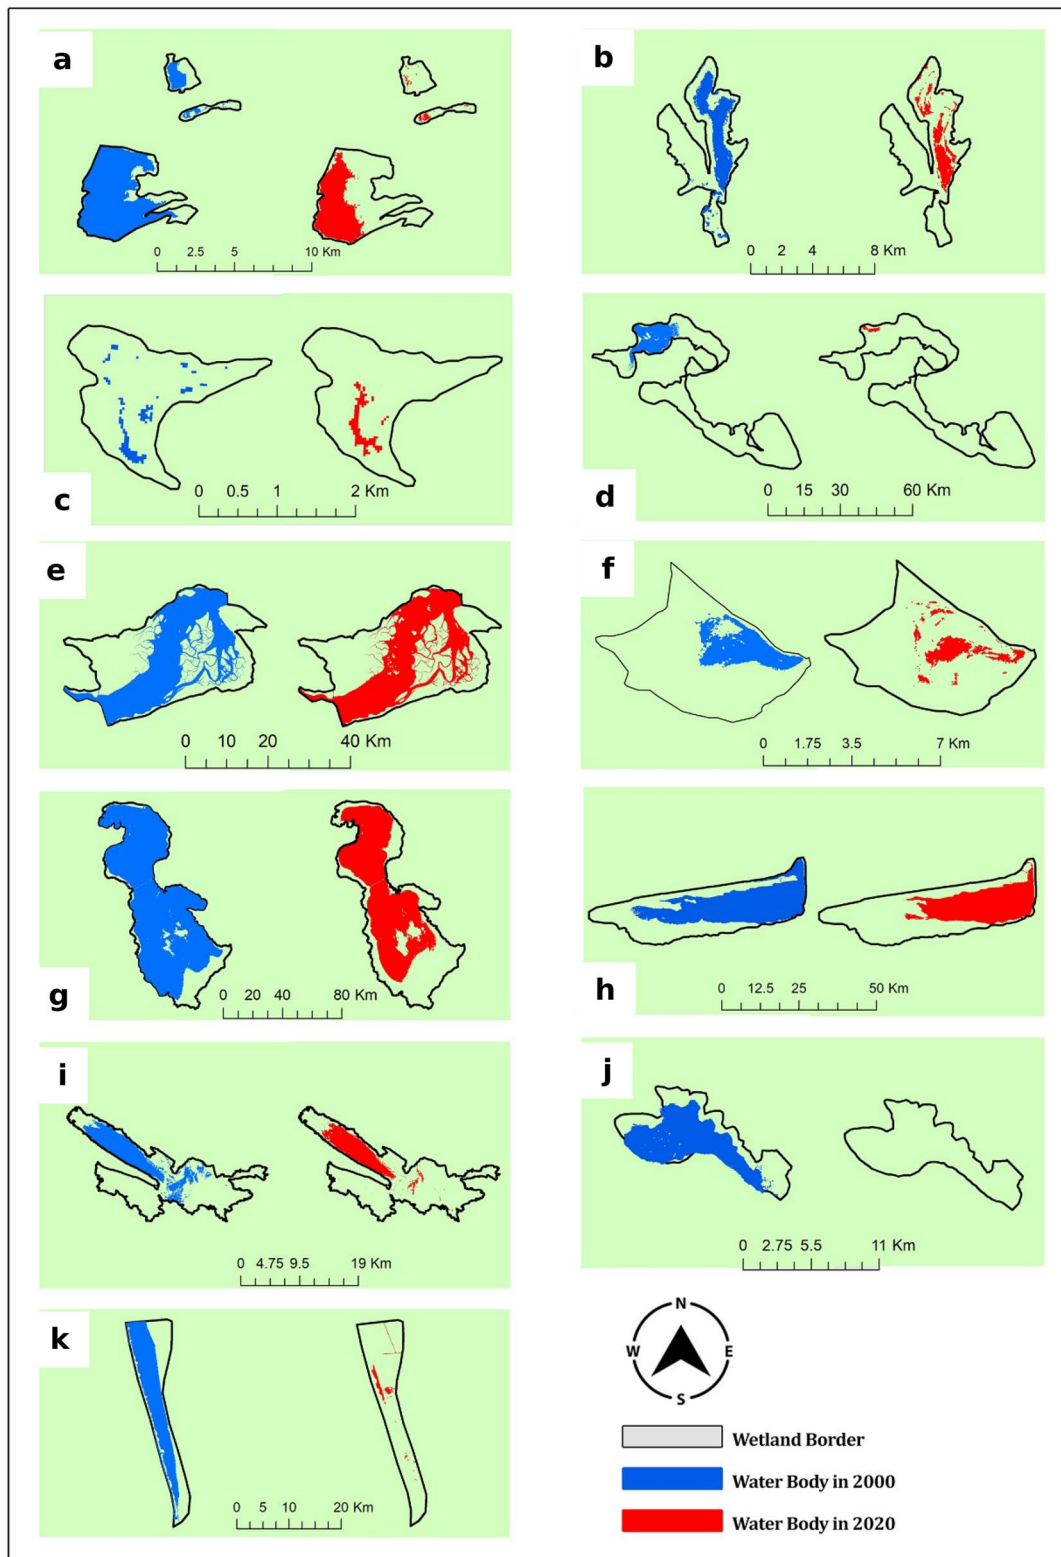 a
0 2.5 5 10 Km
b
0 2 4 8 Km
c
0 0.5 1 2 Km
d
0 15 30 60 Km
e
0 10 20 40 Km
f
0 1.75 3.5 7 Km
g
0 20 40 80 Km
h
0 12.5 25 50 Km
i
0 4.75 9.5 19 Km
j
0 2.75 5.5 11 Km
k
0 5 10 20 Km
N
W E
S
Wetland Border
Water Body in 2000
Water Body in 2020